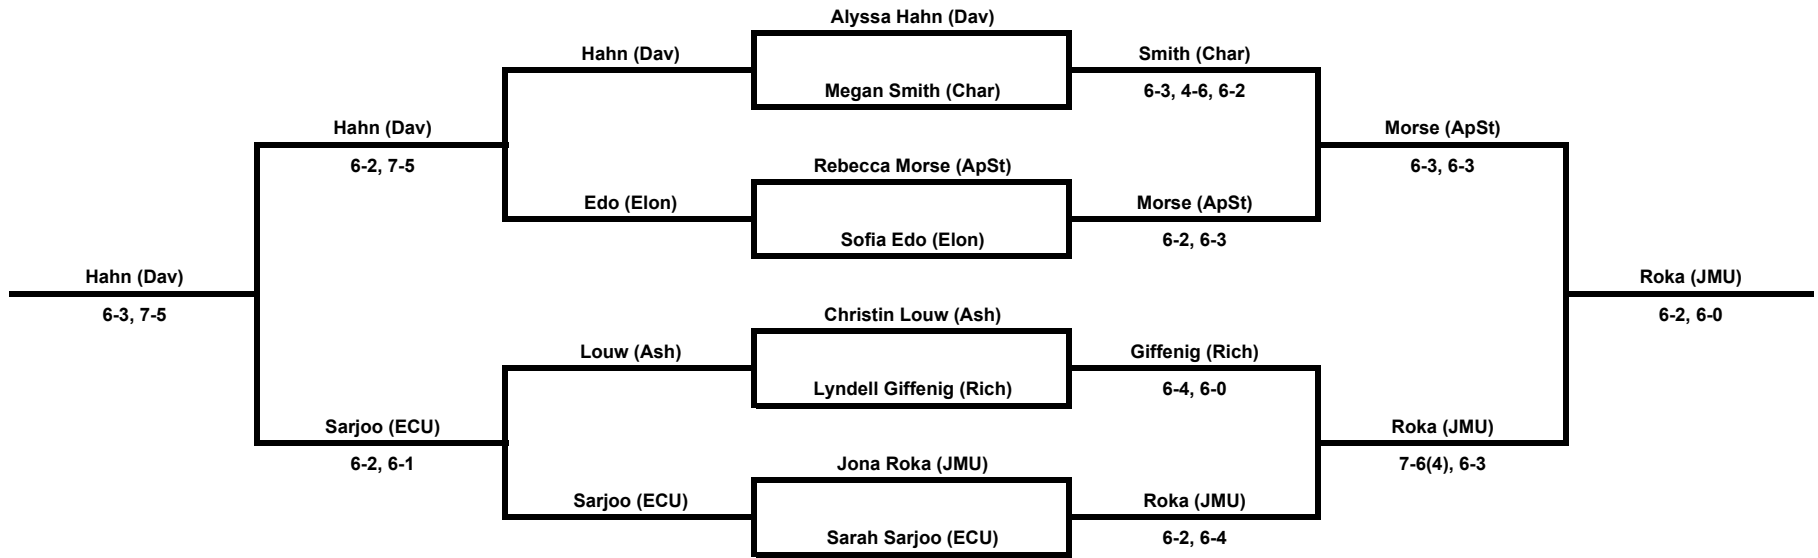 Alyssa Hahn (Dav)
Hahn (Dav)
Smith (Char)
Megan Smith (Char)
6-3, 4-6, 6-2
Hahn (Dav)
Morse (ApSt)
6-2, 7-5
Rebecca Morse (ApSt)
6-3, 6-3
Edo (Elon)
Morse (ApSt)
Sofia Edo (Elon)
6-2, 6-3
Hahn (Dav)
Roka (JMU)
6-3, 7-5
Christin Louw (Ash)
6-2, 6-0
Louw (Ash)
Giffenig (Rich)
Lyndell Giffenig (Rich)
6-4, 6-0
Sarjoo (ECU)
Roka (JMU)
6-2, 6-1
Jona Roka (JMU)
7-6(4), 6-3
Sarjoo (ECU)
Roka (JMU)
Sarah Sarjoo (ECU)
6-2, 6-4